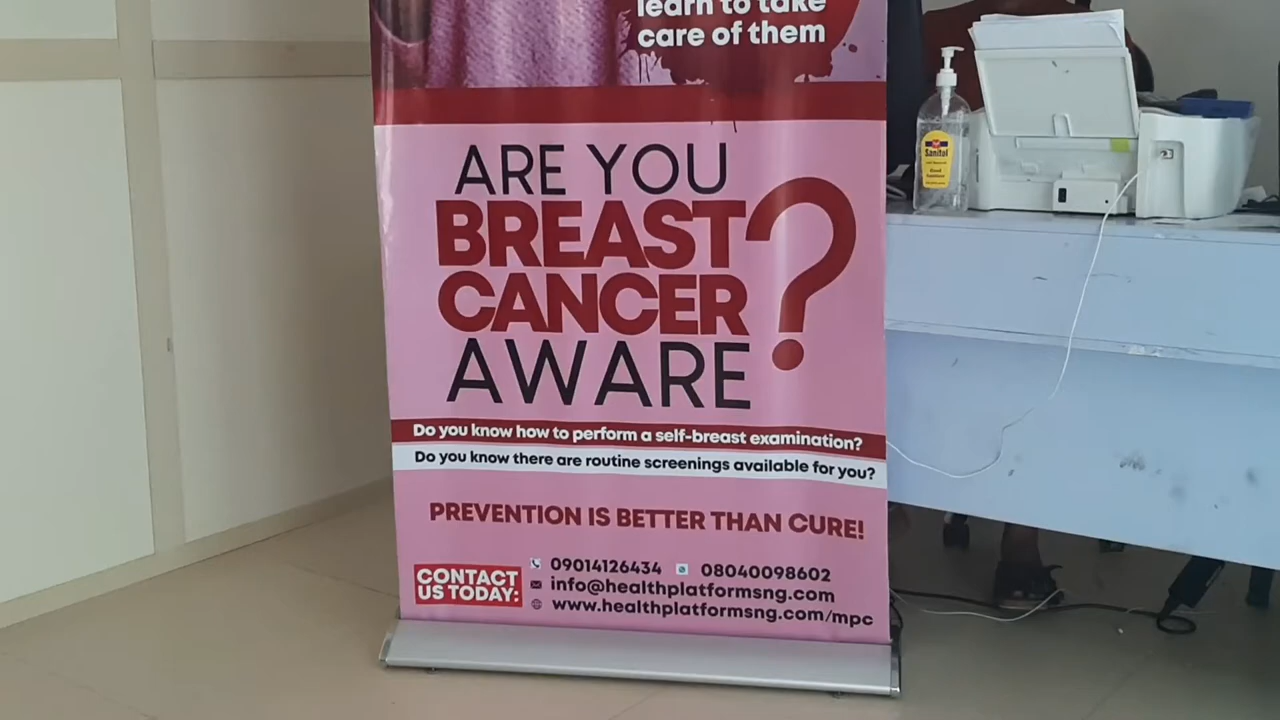 learn to take
care of them
ARE YOU
BREAST
CANCER
AWARE
?
Do you know how to perform a self-breast examination?
Do you know there are routine screenings available for you?
PREVENTION IS BETTER THAN CURE!
CONTACT
US TODAY:
09014126434 08040098602
info@healthplatformsng.com
www.healthplatformsng.com/mpc
Sanitol